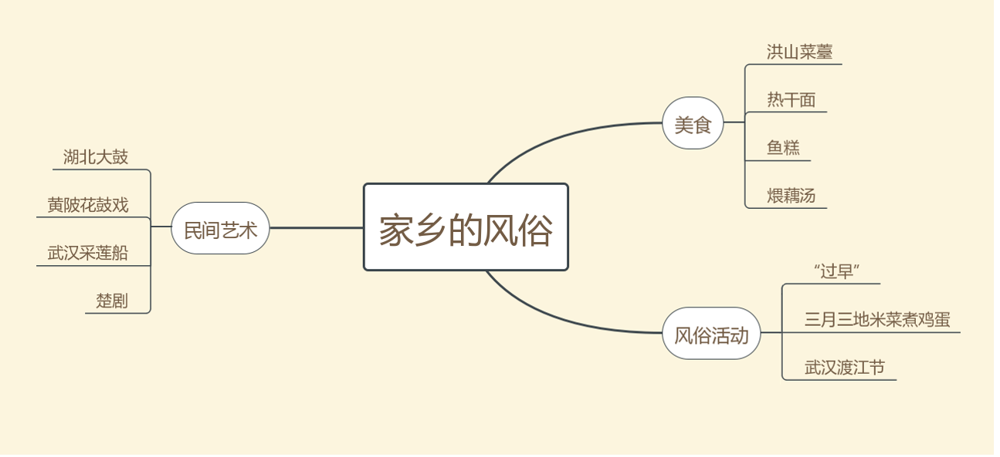 家乡的风俗
美食
洪山菜薹
热干面
鱼糕
煨藕汤
风俗活动
“过早”
三月三地米菜煮鸡蛋
武汉渡江节
民间艺术
湖北大鼓
黄陂花鼓戏
武汉采莲船
楚剧